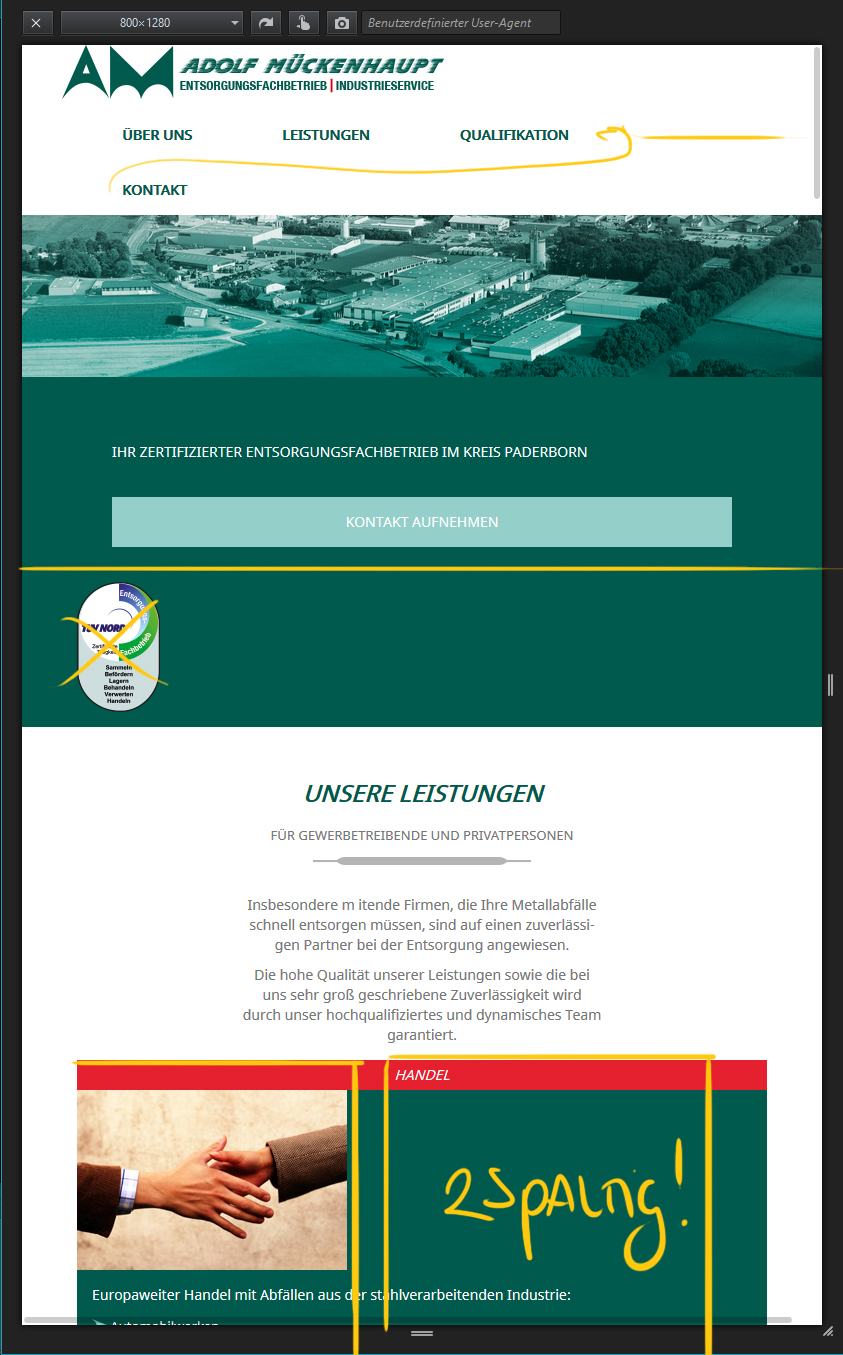 800×1280
Benutzerdefinierter User-Agent
AM ADOLF MÜCKENHAUPT
ENTSORGUNGSFACHBETRIEB | INDUSTRIESERVICE
ÜBER UNS LEISTUNGEN QUALIFIKATION
KONTAKT
IHR ZERTIFIZIERTER ENTSORGUNGSFACHBETRIEB IM KREIS PADERBORN
KONTAKT AUFNEHMEN
TÜV NORD
Fachbetrieb
Sammeln
Befördern
Lagern
Behandeln
Verwerten
Handeln
UNSERE LEISTUNGEN
FÜR GEWERBETREIBENDE UND PRIVATPERSONEN
Insbesondere m itende Firmen, die Ihre Metallabfälle
schnell entsorgen müssen, sind auf einen zuverlässi-
gen Partner bei der Entsorgung angewiesen.
Die hohe Qualität unserer Leistungen sowie die bei
uns sehr groß geschriebene Zuverlässigkeit wird
durch unser hochqualifiziertes und dynamisches Team
garantiert.
HANDEL
2SpALTig!
Europaweiter Handel mit Abfällen aus der stahlverarbeitenden Industrie:
Automobilwerken